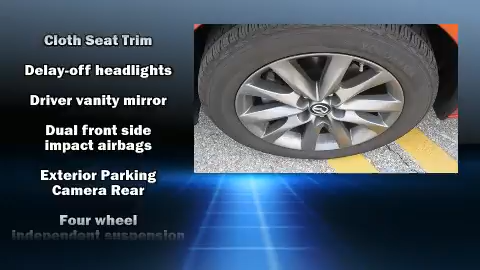 Cloth Seat Trim
Delay-off headlights
Driver vanity mirror
Dual front side
impact airbags
Exterior Parking
Camera Rear
Four wheel
independent suspension